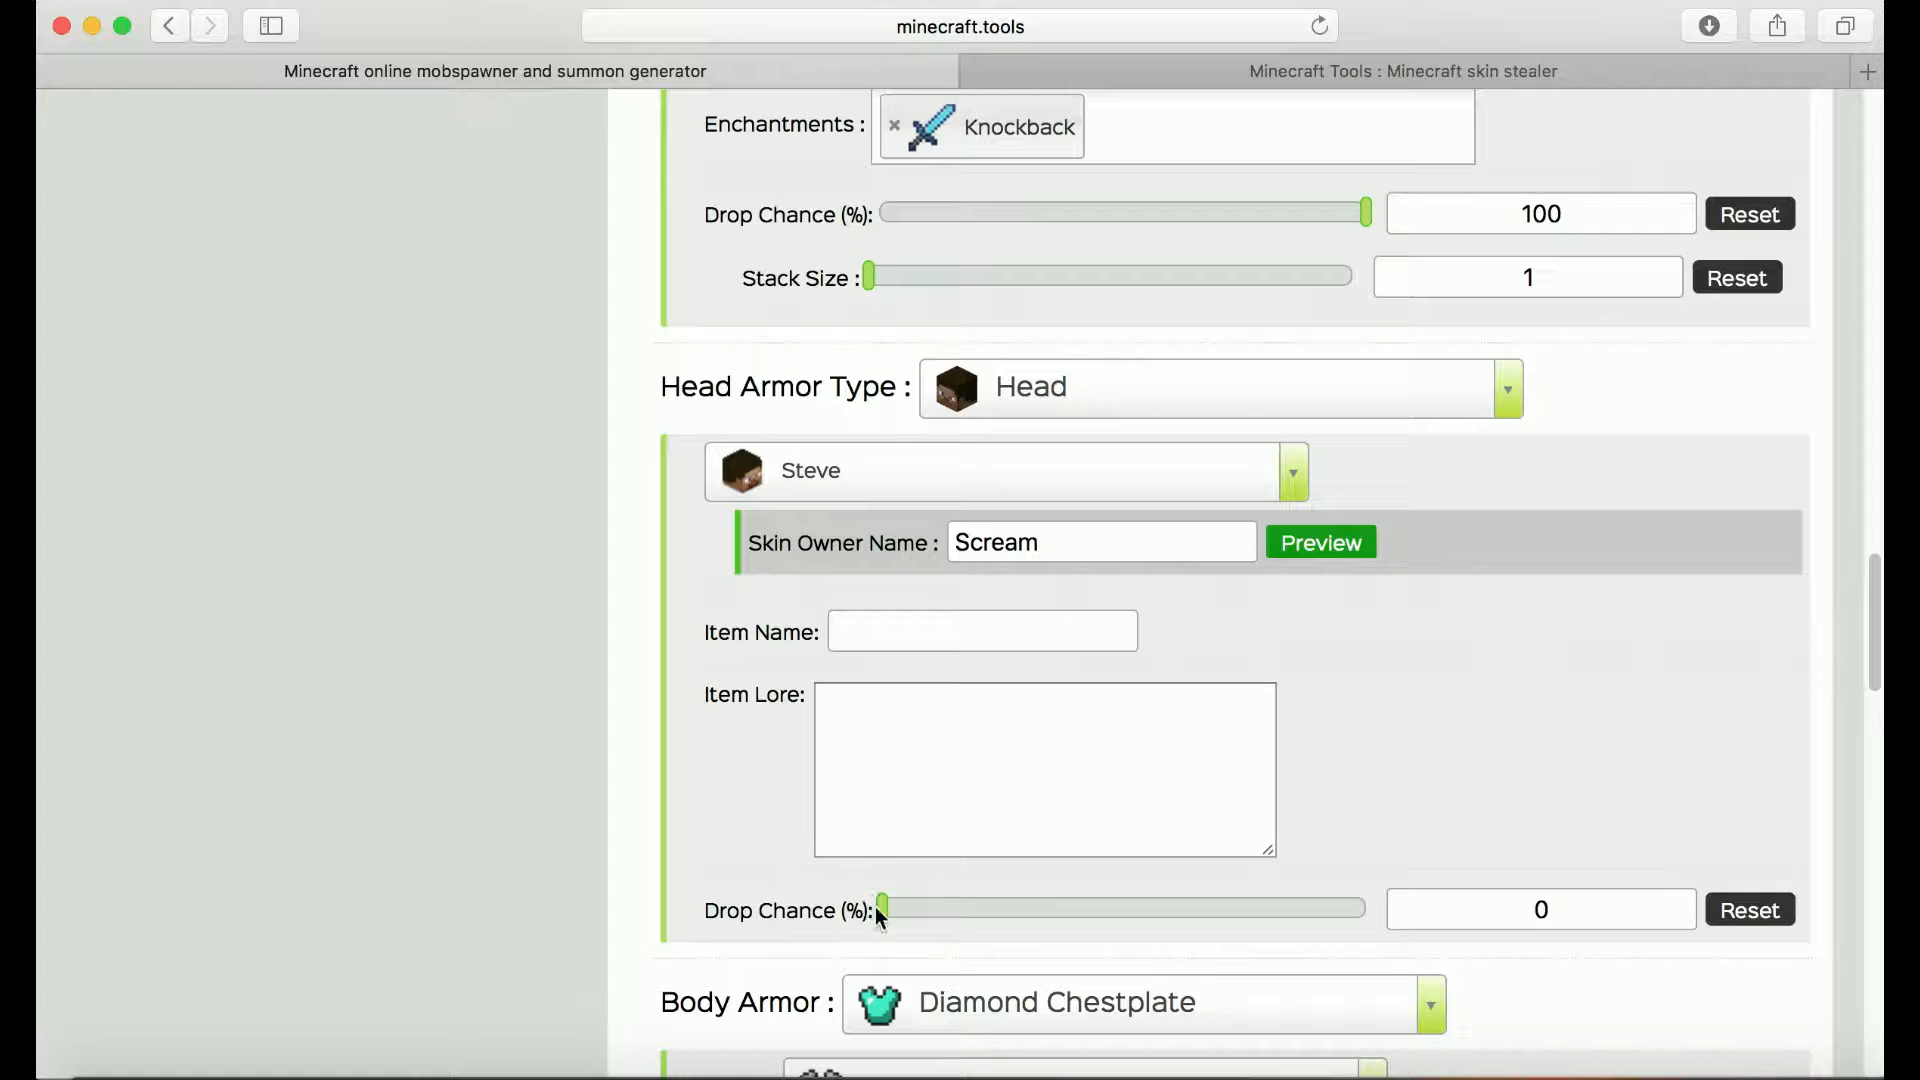 minecraft.tools
Minecraft online mobspawner and summon generator
Minecraft Tools : Minecraft skin stealer
Enchantments :
× Knockback
Drop Chance (%):
100
Reset
Stack Size :
1
Reset
Head Armor Type :
Head
Steve
Skin Owner Name :
Scream
Preview
Item Name:
Item Lore:
Drop Chance (%):
0
Reset
Body Armor :
Diamond Chestplate